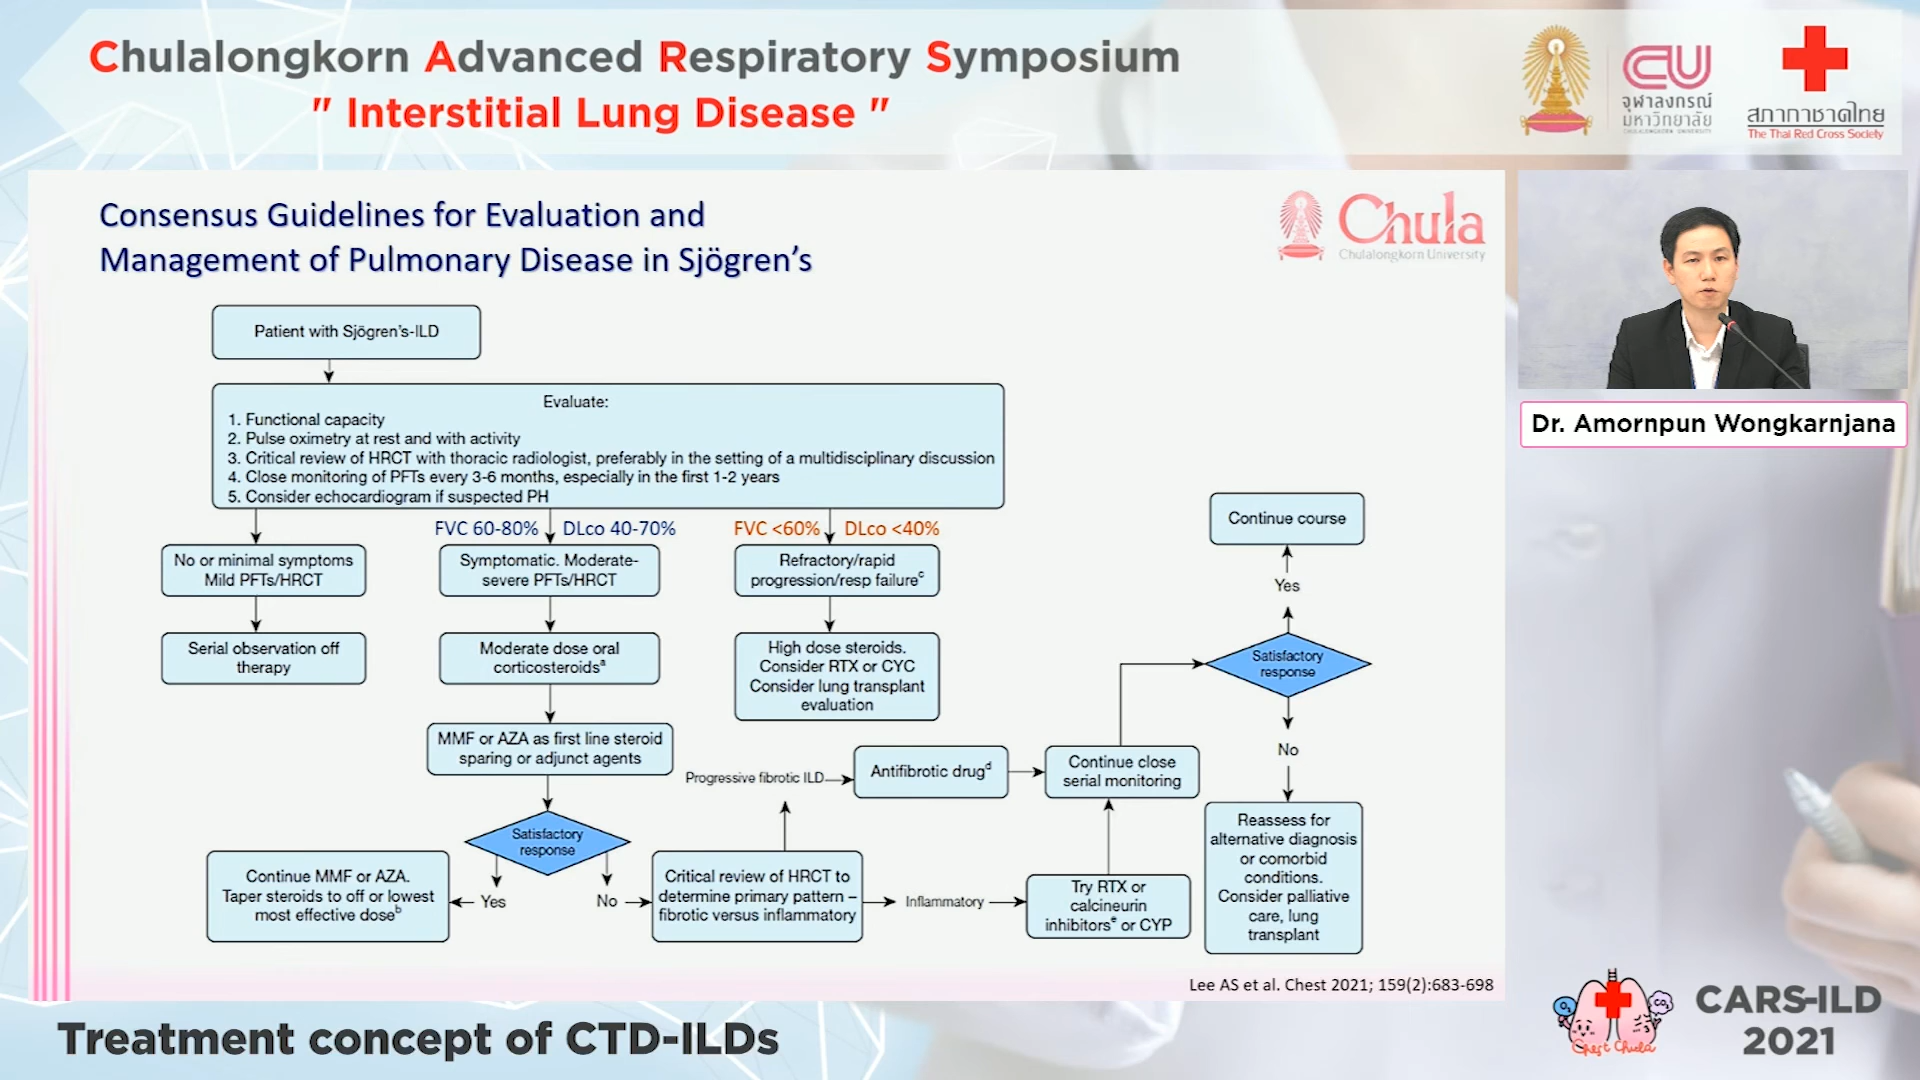 Chulalongkorn Advanced Respiratory Symposium
" Interstitial Lung Disease "
CU
จุฬาลงกรณ์
มหาวิทยาลัย
CHULALONGKORN UNIVERSITY
สภากาชาดไทย
The Thai Red Cross Society
Consensus Guidelines for Evaluation and
Management of Pulmonary Disease in Sjögren’s
Chula
Chulalongkorn University
Dr. Amornpun Wongkarnjana
Patient with Sjögren’s-ILD
Evaluate:
1. Functional capacity
2. Pulse oximetry at rest and with activity
3. Critical review of HRCT with thoracic radiologist, preferably in the setting of a multidisciplinary discussion
4. Close monitoring of PFTs every 3-6 months, especially in the first 1-2 years
5. Consider echocardiogram if suspected PH
FVC 60-80% DLco 40-70%
FVC <60% DLco <40%
No or minimal symptoms
Mild PFTs/HRCT
Symptomatic. Moderate-
severe PFTs/HRCT
Refractory/rapid
progression/resp failureᶜ
Serial observation off
therapy
Moderate dose oral
corticosteroidsᵃ
High dose steroids.
Consider RTX or CYC
Consider lung transplant
evaluation
MMF or AZA as first line steroid
sparing or adjunct agents
Satisfactory
response
Yes
No
Continue MMF or AZA.
Taper steroids to off or lowest
most effective doseᵇ
Critical review of HRCT to
determine primary pattern –
fibrotic versus inflammatory
Progressive fibrotic ILD
Antifibrotic drugᵈ
Inflammatory
Try RTX or
calcineurin
inhibitorsᵉ or CYP
Continue close
serial monitoring
Satisfactory
response
Yes
Continue course
No
Reassess for
alternative diagnosis
or comorbid
conditions.
Consider palliative
care, lung
transplant
Lee AS et al. Chest 2021; 159(2):683-698
Treatment concept of CTD-ILDs
O₂
CO₂
Chest Chula
CARS-ILD
2021